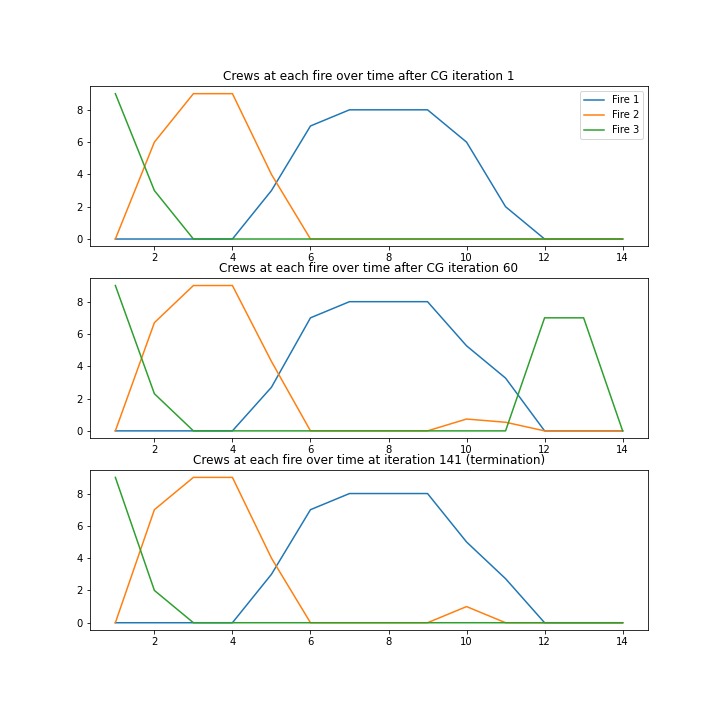 Crews at each fire over time after CG iteration 1
8
6
4
2
0
Fire 1
Fire 2
Fire 3
2 4 6 8 10 12 14
Crews at each fire over time after CG iteration 60
8
6
4
2
0
2 4 6 8 10 12 14
Crews at each fire over time at iteration 141 (termination)
8
6
4
2
0
2 4 6 8 10 12 14